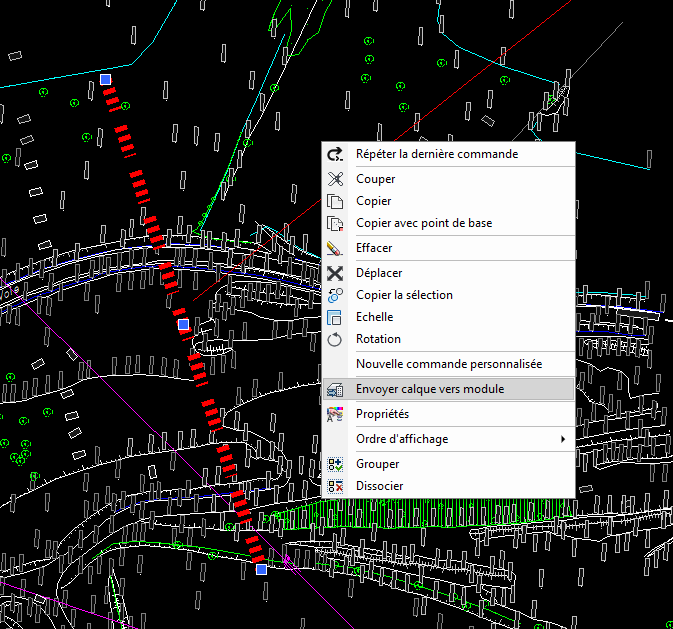 Répéter la dernière commande
Couper
Copier
Copier avec point de base
Effacer
Déplacer
Copier la sélection
Echelle
Rotation
Nouvelle commande personnalisée
Envoyer calque vers module
Propriétés
Ordre d'affichage
Grouper
Dissocier